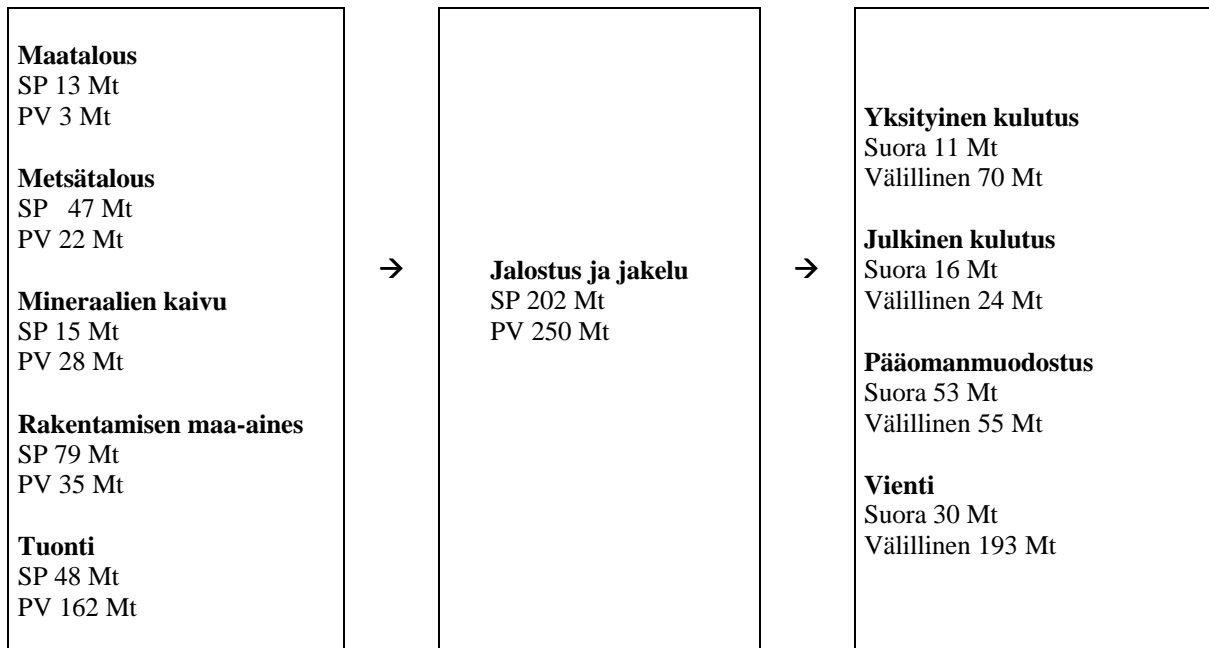 Maatalous
SP 13 Mt
PV 3 Mt
Metsätalous
SP 47 Mt
PV 22 Mt
Mineraalien kaivu
SP 15 Mt
PV 28 Mt
Rakentamisen maa-aines
SP 79 Mt
PV 35 Mt
Tuonti
SP 48 Mt
PV 162 Mt
→
Jalostus ja jakelu
SP 202 Mt
PV 250 Mt
→
Yksityinen kulutus
Suora 11 Mt
Välillinen 70 Mt
Julkinen kulutus
Suora 16 Mt
Välillinen 24 Mt
Pääomanmuodostus
Suora 53 Mt
Välillinen 55 Mt
Vienti
Suora 30 Mt
Välillinen 193 Mt